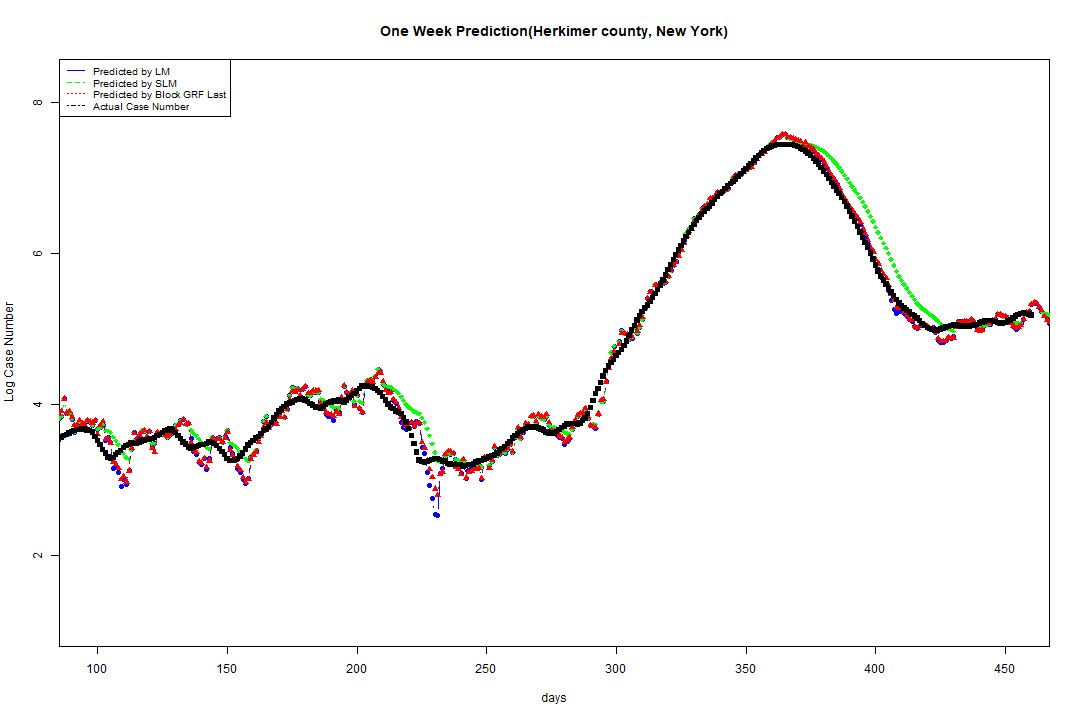 One Week Prediction(Herkimer county, New York)
Predicted by LM
Predicted by SLM
Predicted by Block GRF Last
Actual Case Number
8
6
4
2
Log Case Number
100 150 200 250 300 350 400 450
days